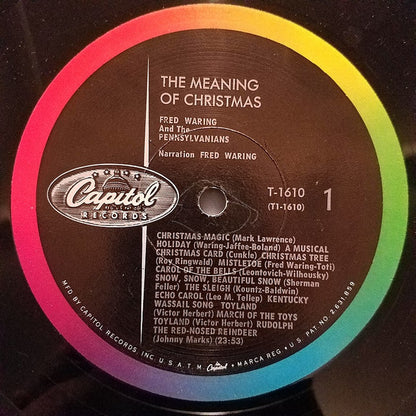 THE MEANING
OF CHRISTMAS
FRED WARING
And The
PENNSYLVANIANS
Narration FRED WARING
Capitol
RECORDS
T-1610
(T1-1610)
1
CHRISTMAS MAGIC (Mark Lawrence)
HOLIDAY (Waring-Jaffee-Boland) A MUSICAL
CHRISTMAS CARD (Cunkle) CHRISTMAS TREE
(Roy Ringwald) MISTLETOE (Fred Waring-Toti)
CAROL OF THE BELLS (Leontovich-Wilhousky)
SNOW, SNOW, BEAUTIFUL SNOW (Sherman
Feller) THE SLEIGH (Kountz-Baldwin)
ECHO CAROL (Leo M. Tellep) KENTUCKY
WASSAIL SONG TOYLAND
(Victor Herbert) MARCH OF THE TOYS
TOYLAND (Victor Herbert) RUDOLPH
THE RED-NOSED REINDEER
(Johnny Marks) (23:53)
MFD BY CAPITOL RECORDS INC. U.S.A. T.M. Capitol MARCA REG. U.S. PAT. NO. 2,631,859